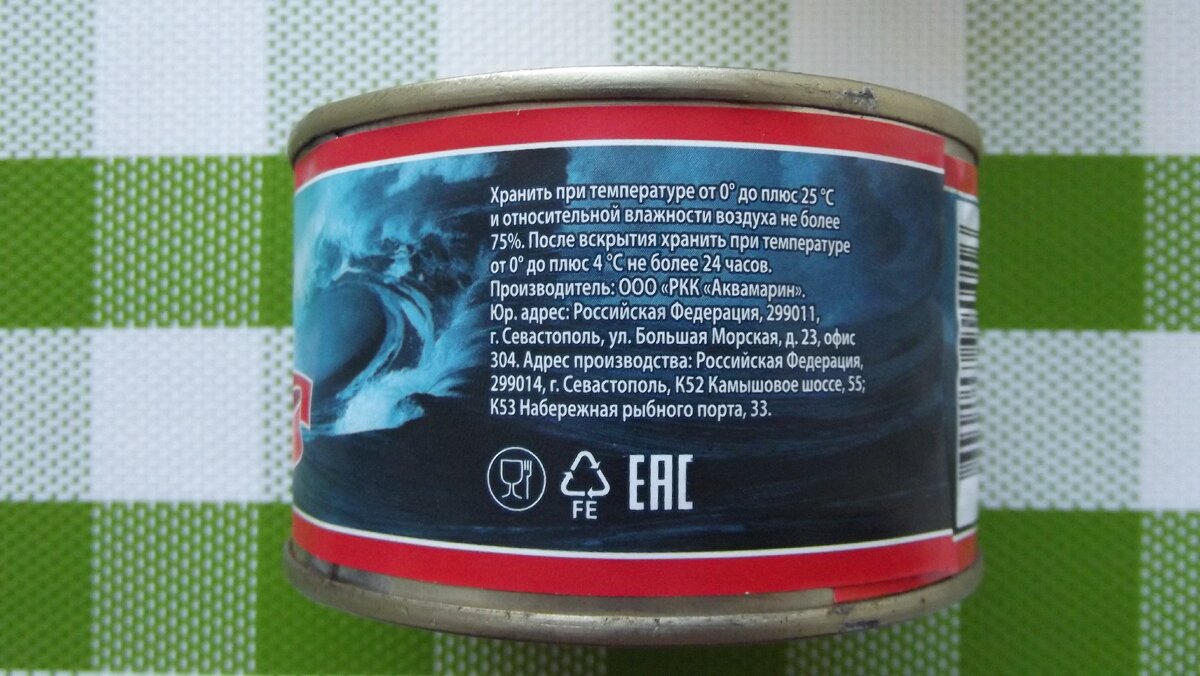 Хранить при температуре от 0° до плюс 25 °С
и относительной влажности воздуха не более
75%. После вскрытия хранить при температуре
от 0° до плюс 4 °С не более 24 часов.
Производитель: ООО «РКК «Аквамарин».
Юр. адрес: Российская Федерация, 299011,
г. Севастополь, ул. Большая Морская, д. 23, офис
304. Адрес производства: Российская Федерация,
299014, г. Севастополь, К52 Камышовое шоссе, 55;
К53 Набережная рыбного порта, 33.
FE
EAC